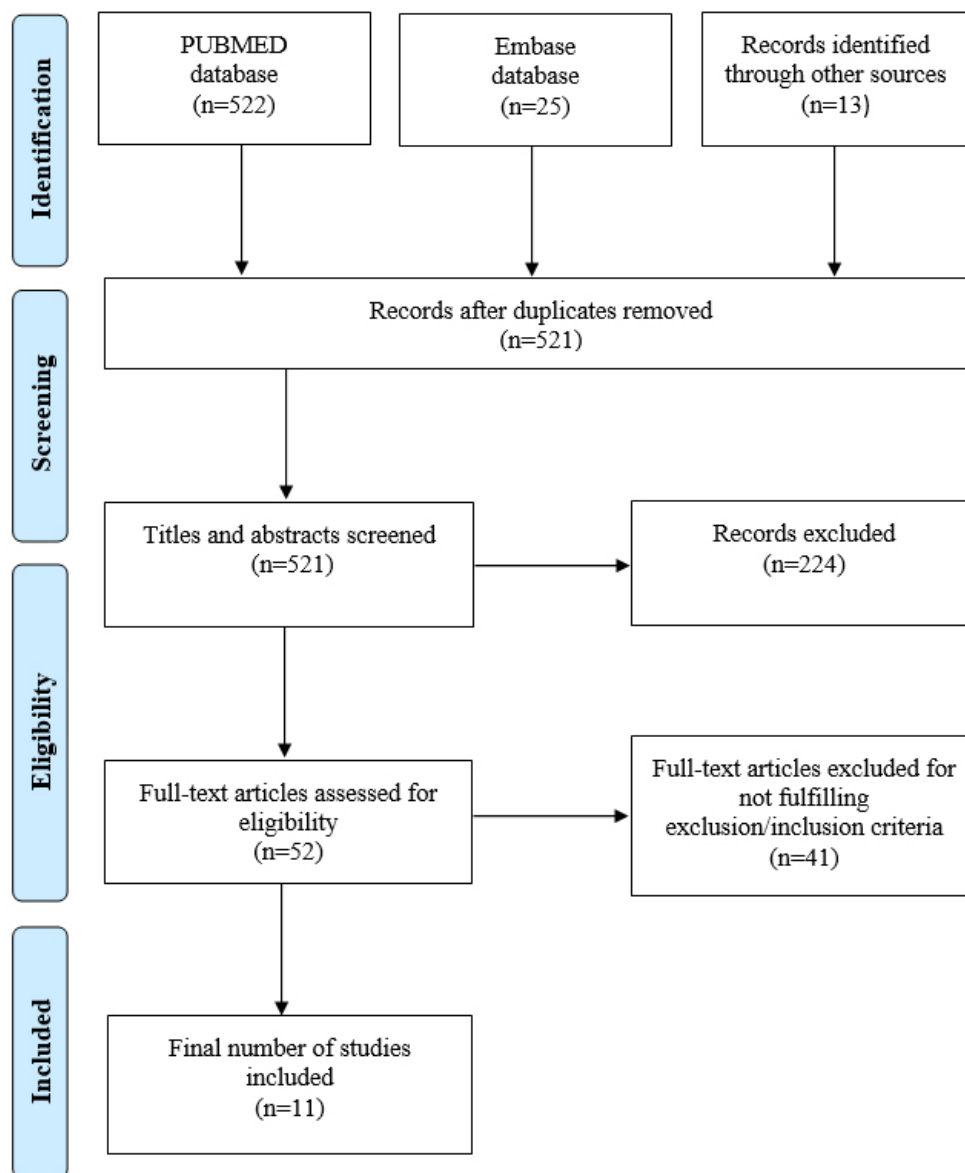 Identification
PUBMED
database
(n=522)
Embase
database
(n=25)
Records identified
through other sources
(n=13)
Screening
Records after duplicates removed
(n=521)
Titles and abstracts screened
(n=521)
Records excluded
(n=224)
Eligibility
Full-text articles assessed for
eligibility
(n=52)
Full-text articles excluded for
not fulfilling
exclusion/inclusion criteria
(n=41)
Included
Final number of studies
included
(n=11)